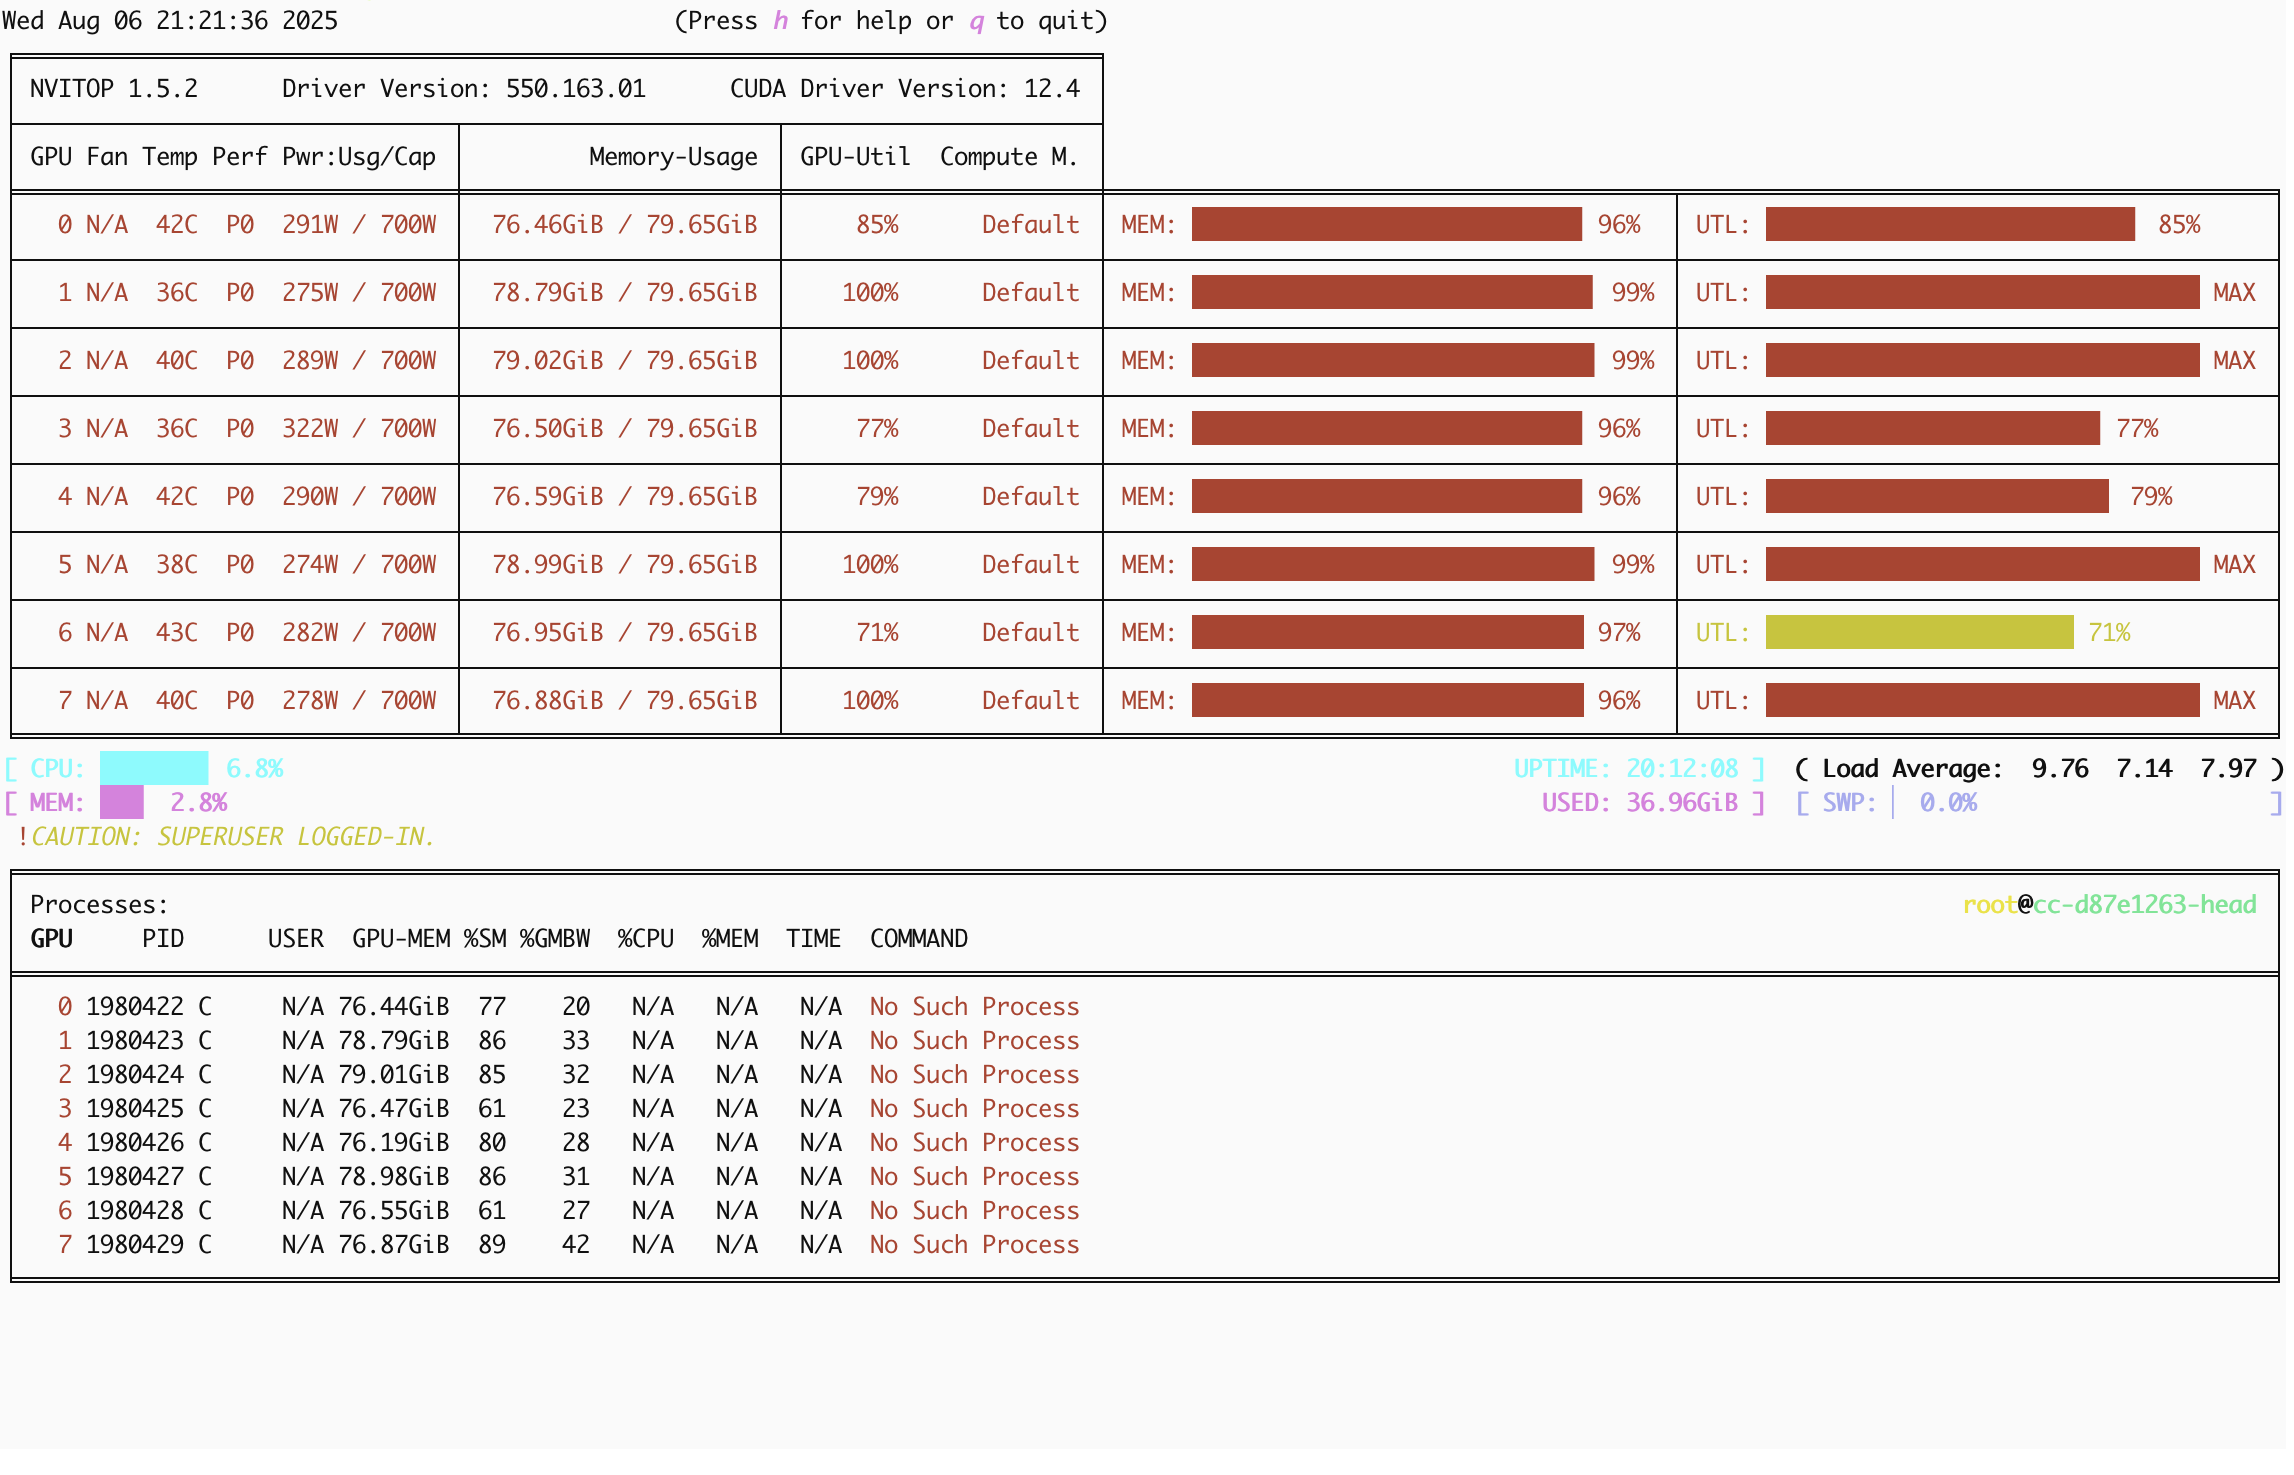 Wed Aug 06 21:21:36 2025 (Press h for help or q to quit)
NVITOP 1.5.2 Driver Version: 550.163.01 CUDA Driver Version: 12.4
GPU Fan Temp Perf Pwr:Usg/Cap Memory-Usage GPU-Util Compute M.
0 N/A 42C P0 291W / 700W 76.46GiB / 79.65GiB 85% Default MEM: 96% UTL: 85%
1 N/A 36C P0 275W / 700W 78.79GiB / 79.65GiB 100% Default MEM: 99% UTL: MAX
2 N/A 40C P0 289W / 700W 79.02GiB / 79.65GiB 100% Default MEM: 99% UTL: MAX
3 N/A 36C P0 322W / 700W 76.50GiB / 79.65GiB 77% Default MEM: 96% UTL: 77%
4 N/A 42C P0 290W / 700W 76.59GiB / 79.65GiB 79% Default MEM: 96% UTL: 79%
5 N/A 38C P0 274W / 700W 78.99GiB / 79.65GiB 100% Default MEM: 99% UTL: MAX
6 N/A 43C P0 282W / 700W 76.95GiB / 79.65GiB 71% Default MEM: 97% UTL: 71%
7 N/A 40C P0 278W / 700W 76.88GiB / 79.65GiB 100% Default MEM: 96% UTL: MAX
[ CPU: 6.8% UPTIME: 20:12:08 ] ( Load Average: 9.76 7.14 7.97 )
[ MEM: 2.8% USED: 36.96GiB ] [ SWP: 0.0% ]
!CAUTION: SUPERUSER LOGGED-IN.
Processes: root@cc-d87e1263-head
GPU PID USER GPU-MEM %SM %GMBW %CPU %MEM TIME COMMAND
0 1980422 C N/A 76.44GiB 77 20 N/A N/A N/A No Such Process
1 1980423 C N/A 78.79GiB 86 33 N/A N/A N/A No Such Process
2 1980424 C N/A 79.01GiB 85 32 N/A N/A N/A No Such Process
3 1980425 C N/A 76.47GiB 61 23 N/A N/A N/A No Such Process
4 1980426 C N/A 76.19GiB 80 28 N/A N/A N/A No Such Process
5 1980427 C N/A 78.98GiB 86 31 N/A N/A N/A No Such Process
6 1980428 C N/A 76.55GiB 61 27 N/A N/A N/A No Such Process
7 1980429 C N/A 76.87GiB 89 42 N/A N/A N/A No Such Process